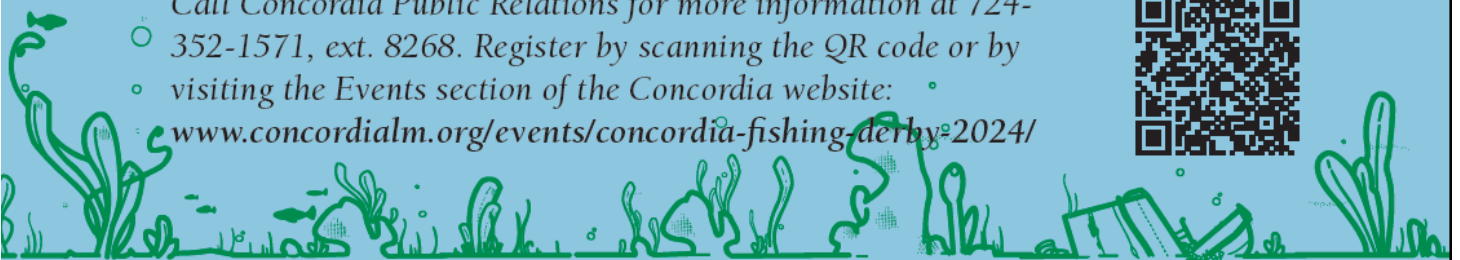 Call Concordia Public Relations for more information at 724-
352-1571, ext. 8268. Register by scanning the QR code or by
visiting the Events section of the Concordia website:
www.concordialm.org/events/concordia-fishing-derby-2024/